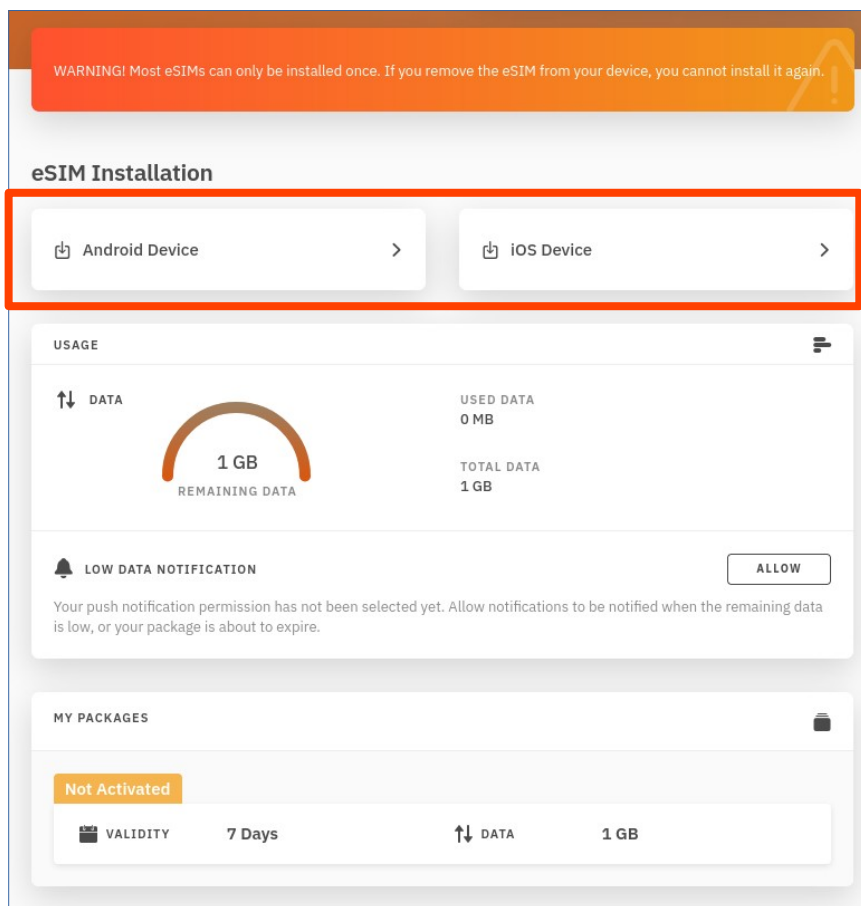 WARNING! Most eSIMs can only be installed once. If you remove the eSIM from your device, you cannot install it again.
eSIM Installation
Android Device
iOS Device
USAGE
DATA
USED DATA
0 MB
1 GB
REMAINING DATA
TOTAL DATA
1 GB
LOW DATA NOTIFICATION
ALLOW
Your push notification permission has not been selected yet. Allow notifications to be notified when the remaining data
is low, or your package is about to expire.
MY PACKAGES
Not Activated
VALIDITY 7 Days
DATA 1 GB